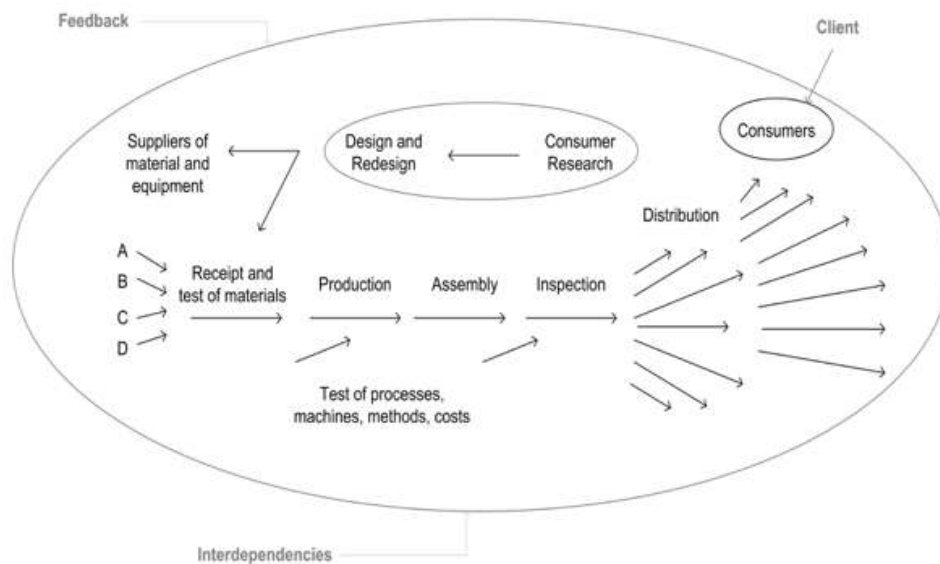 Feedback
Client
Consumers
Suppliers of
material and
equipment
Design and
Redesign
Consumer
Research
Distribution
A
B
C
D
Receipt and
test of materials
Production
Assembly
Inspection
Test of processes,
machines, methods, costs
Interdependencies